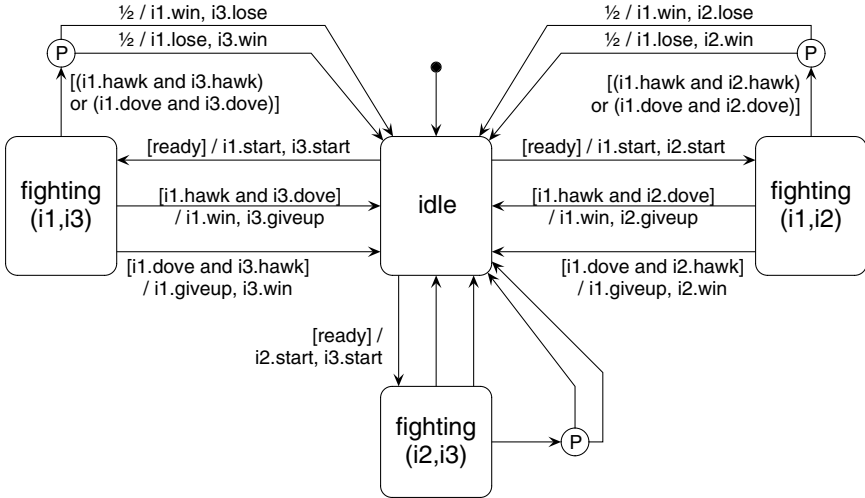 ½ / i1.win, i3.lose
½ / i1.lose, i3.win
P
[(i1.hawk and i3.hawk)
or (i1.dove and i3.dove)]
½ / i1.win, i2.lose
½ / i1.lose, i2.win
P
[(i1.hawk and i2.hawk)
or (i1.dove and i2.dove)]
fighting
(i1,i3)
[ready] / i1.start, i3.start
[i1.hawk and i3.dove]
/ i1.win, i3.giveup
[i1.dove and i3.hawk]
/ i1.giveup, i3.win
idle
[ready] / i1.start, i2.start
[i1.hawk and i2.dove]
/ i1.win, i2.giveup
[i1.dove and i2.hawk]
/ i1.giveup, i2.win
fighting
(i1,i2)
[ready] /
i2.start, i3.start
fighting
(i2,i3)
P